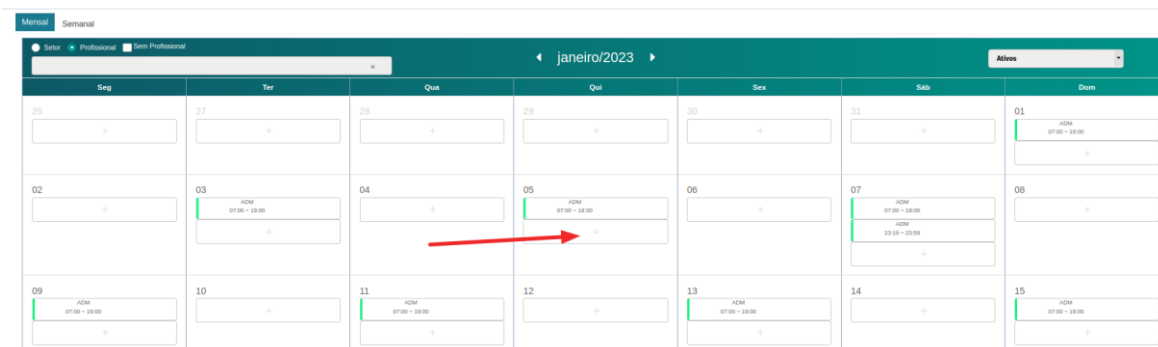 Mensal Semanal
Setor Profissional Sem Profissional
×
janeiro/2023
Ativos
Seg Ter Qua Qui Sex Sáb Dom
26 27 28 29 30 31 01
ADM
07:00 ~ 19:00
+ + + + + + +
02 03 04 05 06 07 08
ADM ADM ADM
07:00 ~ 19:00 07:00 ~ 19:00 07:00 ~ 19:00
ADM
23:19 ~ 23:59
+ + + + + + +
09 10 11 12 13 14 15
ADM ADM ADM ADM
07:00 ~ 19:00 07:00 ~ 19:00 07:00 ~ 19:00 07:00 ~ 19:00
+ + + + + + +